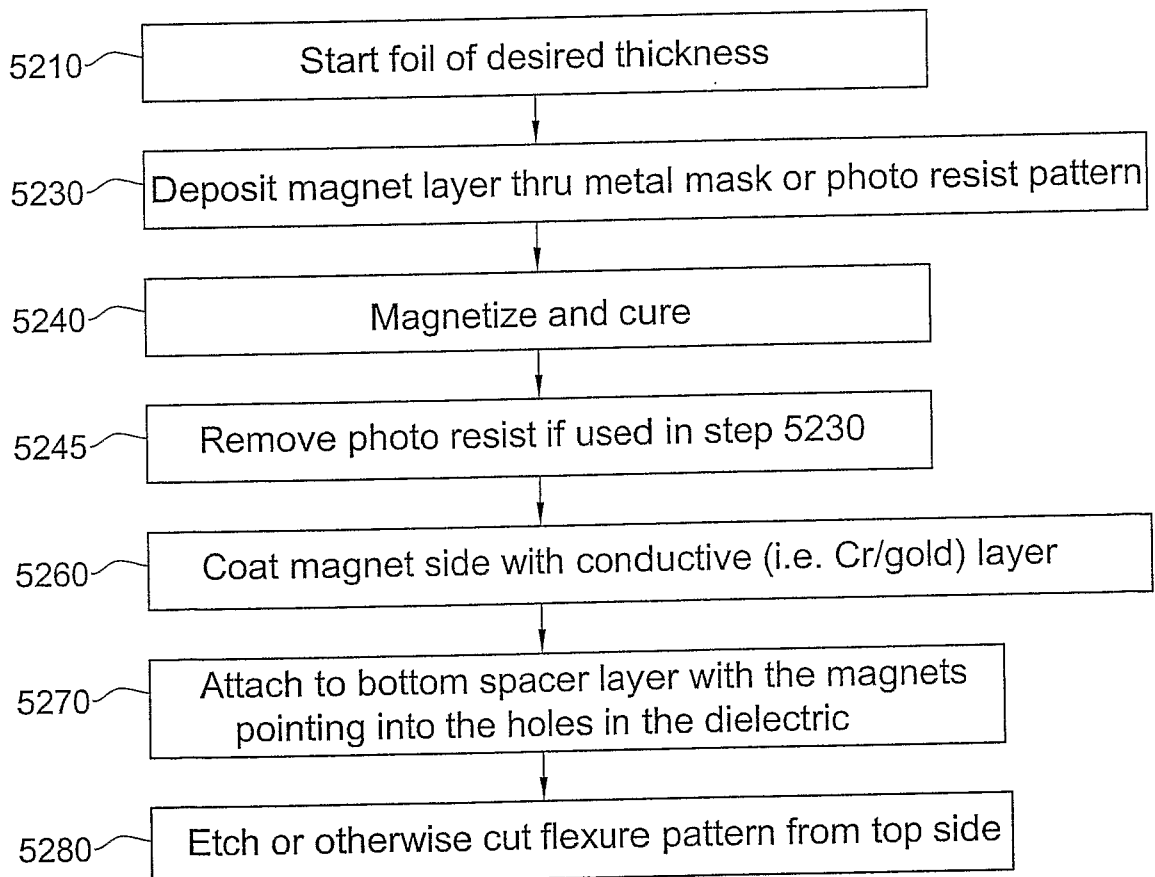 5210
Start foil of desired thickness
5230
Deposit magnet layer thru metal mask or photo resist pattern
5240
Magnetize and cure
5245
Remove photo resist if used in step 5230
5260
Coat magnet side with conductive (i.e. Cr/gold) layer
5270
Attach to bottom spacer layer with the magnets
pointing into the holes in the dielectric
5280
Etch or otherwise cut flexure pattern from top side